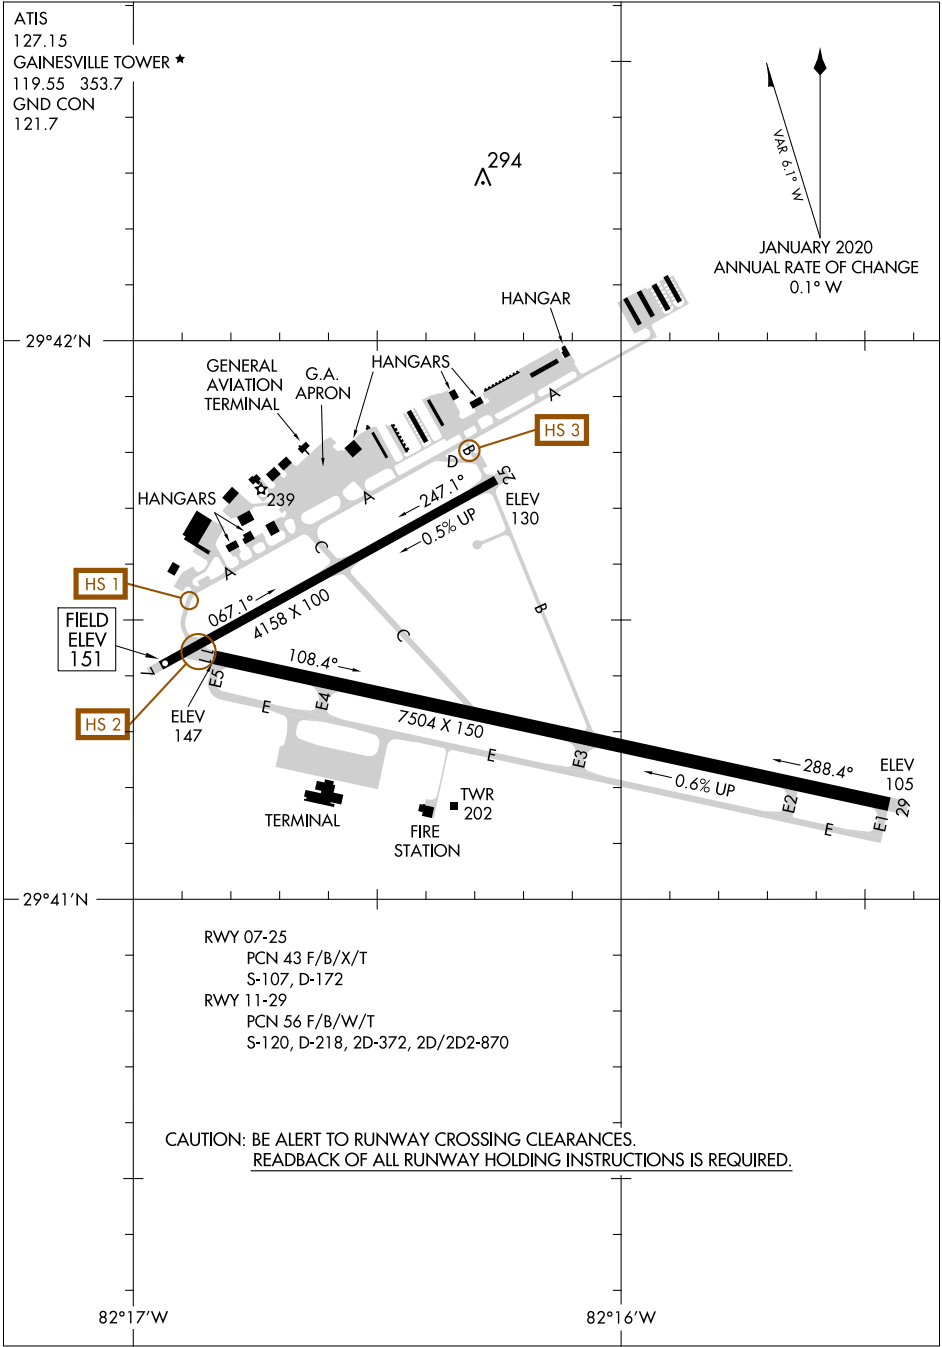 ATIS
127.15
GAINESVILLE TOWER ★
119.55 353.7
GND CON
121.7
294
VAR 6.1° W
JANUARY 2020
ANNUAL RATE OF CHANGE
0.1° W
HANGAR
29°42'N
GENERAL
AVIATION
TERMINAL
G.A.
APRON
HANGARS
A
HS 3
B
D
25
ELEV
130
239
HANGARS
A
247.1°
0.5% UP
C
A
HS 1
067.1°
4158 X 100
B
FIELD
ELEV
151
C
7
11
108.4°
E5
E4
E
HS 2
ELEV
147
7504 X 150
E
E3
288.4°
ELEV
105
0.6% UP
E2
29
E1
E
TERMINAL
TWR
202
FIRE
STATION
29°41'N
RWY 07-25
PCN 43 F/B/X/T
S-107, D-172
RWY 11-29
PCN 56 F/B/W/T
S-120, D-218, 2D-372, 2D/2D2-870
CAUTION: BE ALERT TO RUNWAY CROSSING CLEARANCES.
READBACK OF ALL RUNWAY HOLDING INSTRUCTIONS IS REQUIRED.
82°17'W
82°16'W